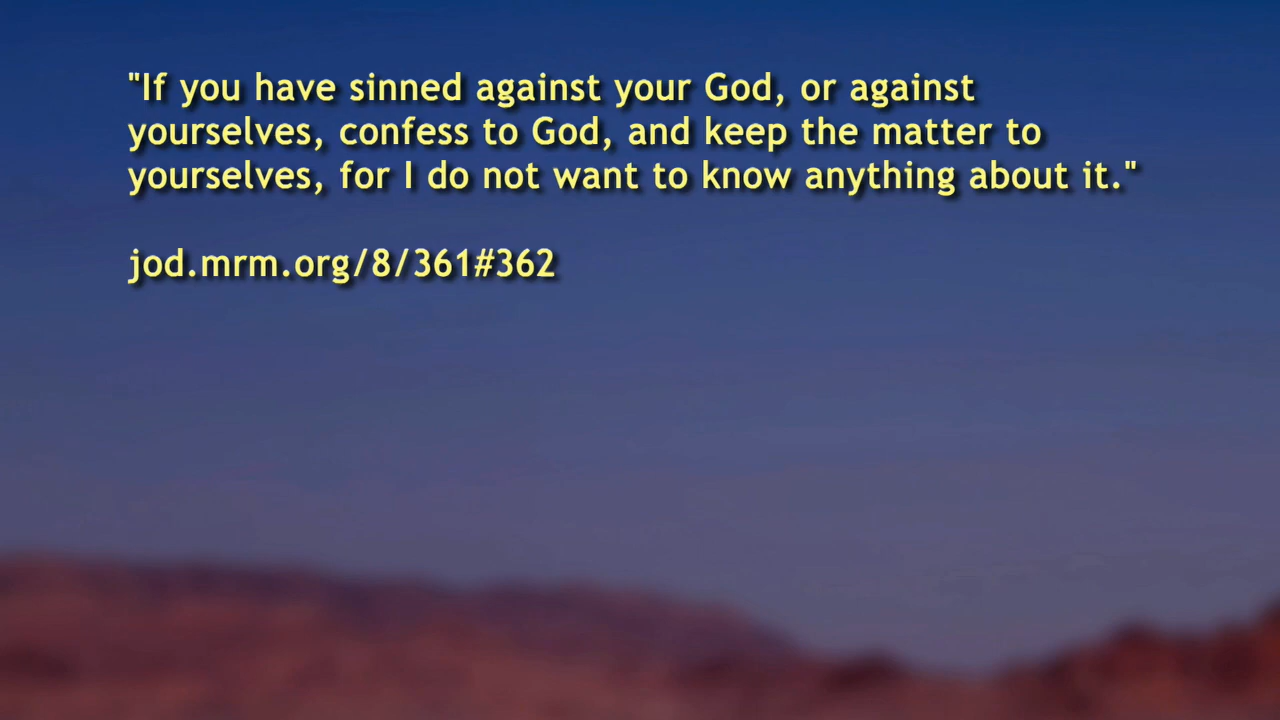 "If you have sinned against your God, or against
yourselves, confess to God, and keep the matter to
yourselves, for I do not want to know anything about it."
jod.mrm.org/8/361#362